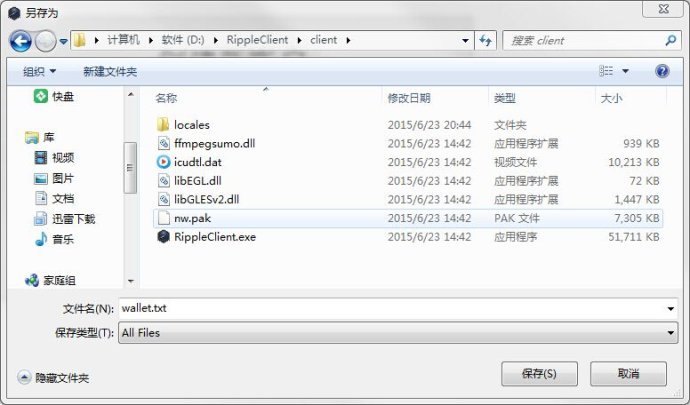 另存为
计算机 软件 (D:) RippleClient client 搜索 client
组织 新建文件夹
快盘
库
视频
图片
文档
迅雷下载
音乐
家庭组
名称 修改日期 类型 大小
locales 2015/6/23 20:44 文件夹
ffmpegsumo.dll 2015/6/23 14:42 应用程序扩展 939 KB
icudtl.dat 2015/6/23 14:42 视频文件 10,213 KB
libEGL.dll 2015/6/23 14:42 应用程序扩展 72 KB
libGLESv2.dll 2015/6/23 14:42 应用程序扩展 1,447 KB
nw.pak 2015/6/23 14:42 PAK 文件 7,305 KB
RippleClient.exe 2015/6/23 14:42 应用程序 51,711 KB
文件名(N): wallet.txt
保存类型(T): All Files
隐藏文件夹 保存(S) 取消